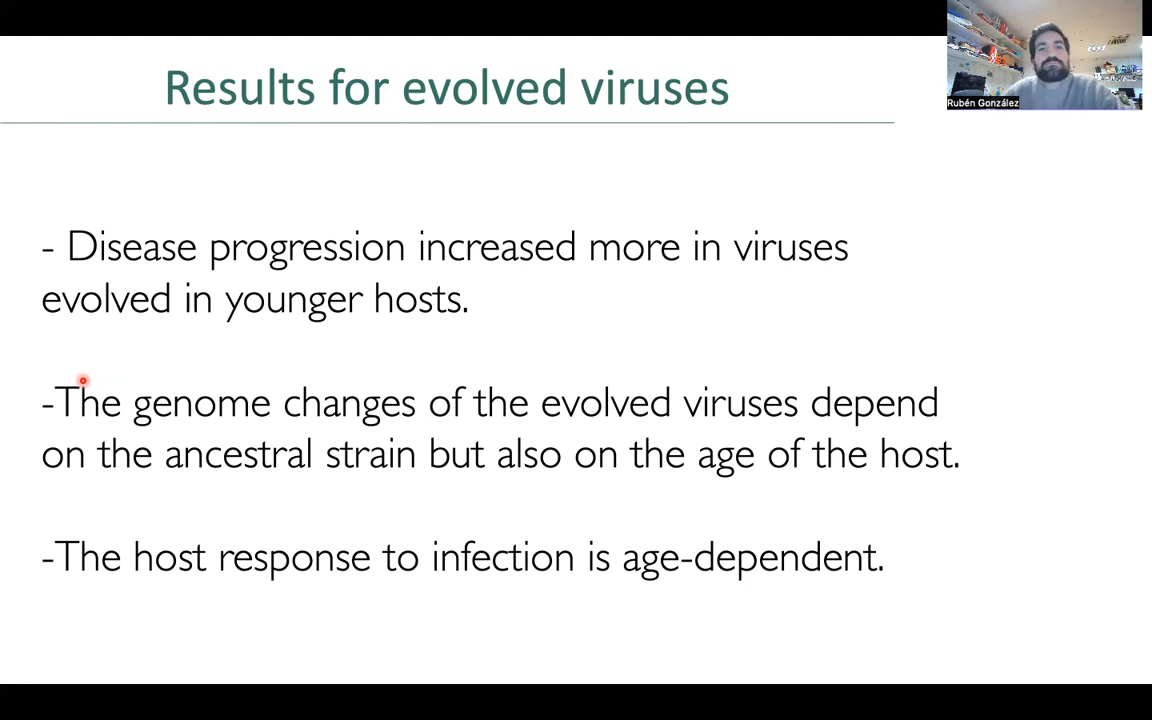 Results for evolved viruses
Rubén González
- Disease progression increased more in viruses
evolved in younger hosts.
-The genome changes of the evolved viruses depend
on the ancestral strain but also on the age of the host.
-The host response to infection is age-dependent.